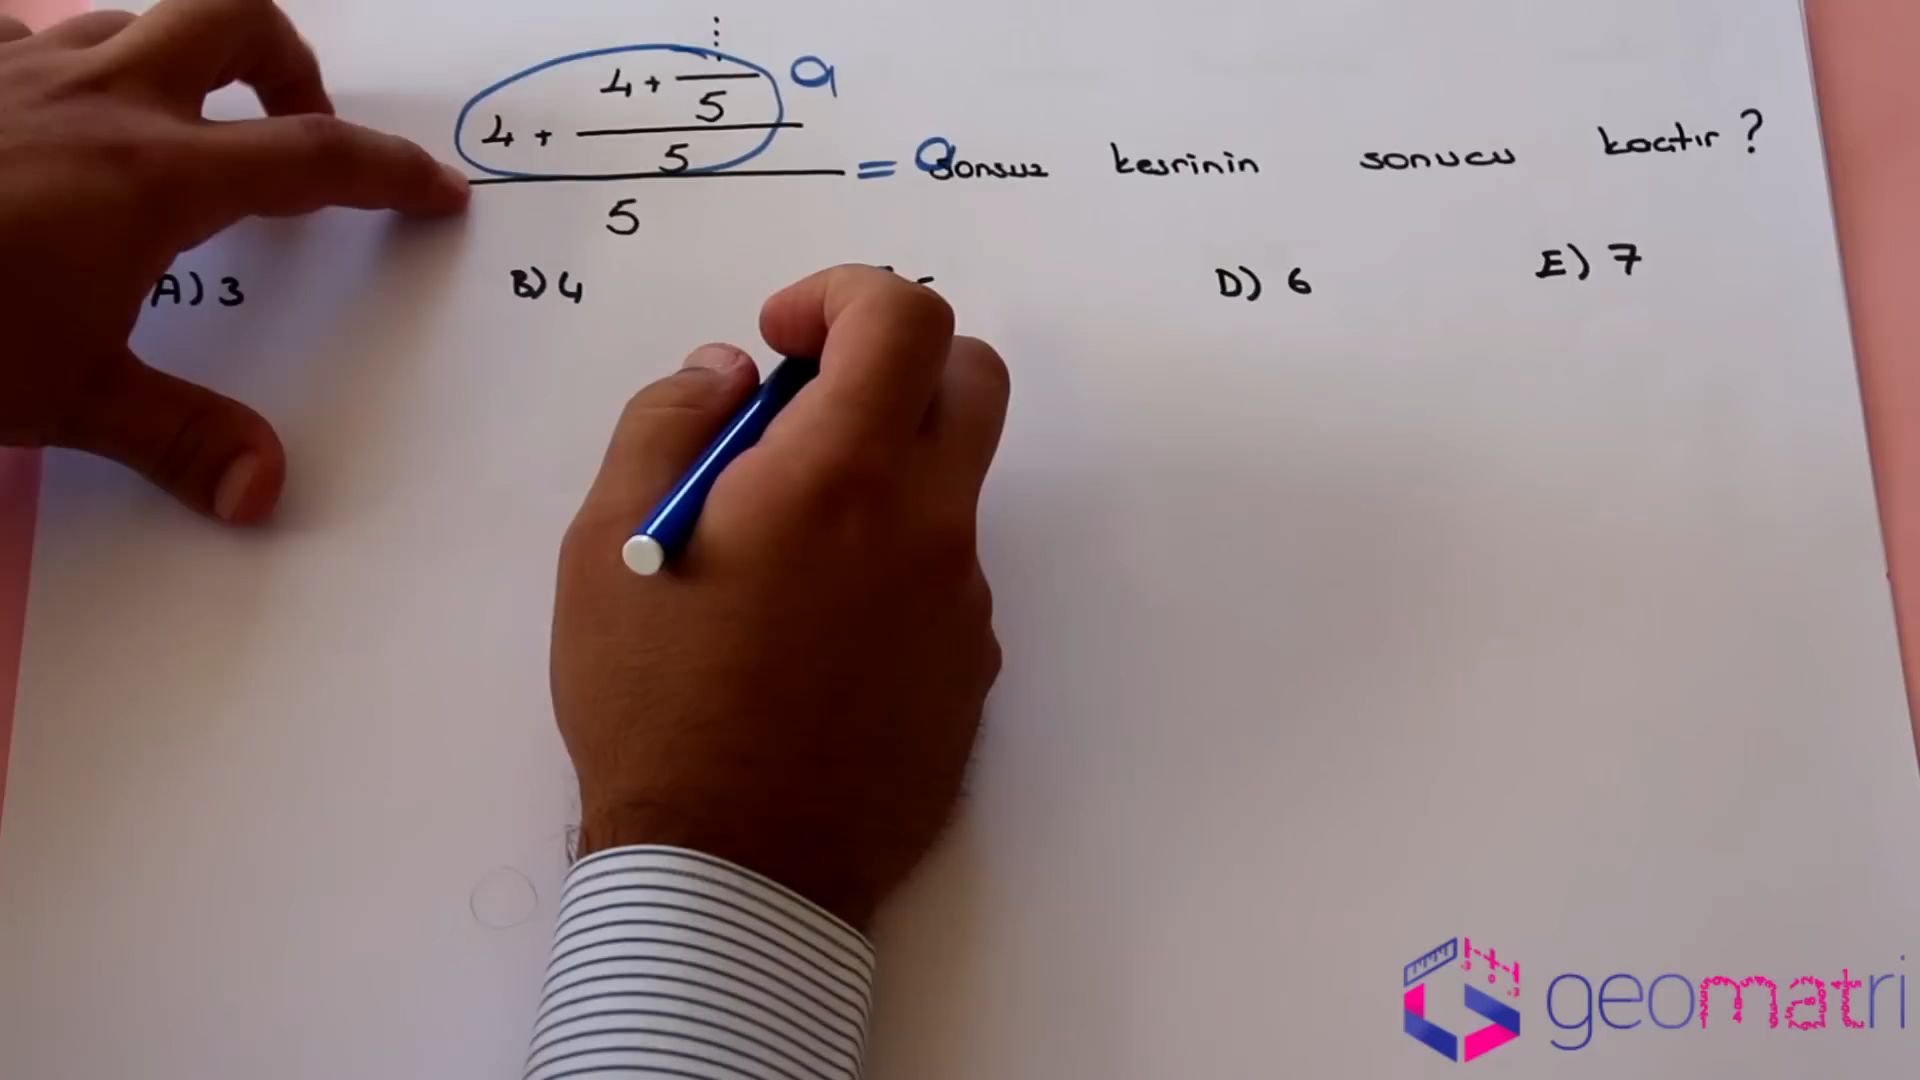 ⋮
4 + ―
5
4 + ―
5
a
― = a Sonsuz kesrinin sonucu kaçtır ?
5
A) 3 B) 4 D) 6 E) 7
geomatri